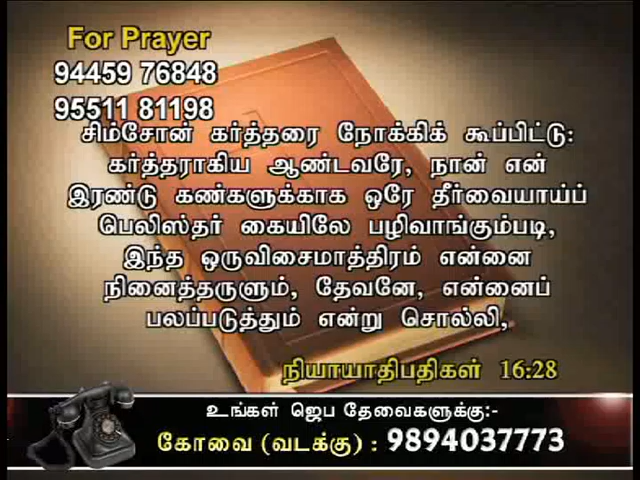 For Prayer
94459 76848
95511 81198
சிம்சோன் கர்த்தரை நோக்கிக் கூப்பிட்டு:
கர்த்தராகிய ஆண்டவரே, நான் என்
இரண்டு கண்களுக்காக ஒரே தீர்வையாய்ப்
பெலிஸ்தர் கையிலே பழிவாங்கும்படி,
இந்த ஒருவிசைமாத்திரம் என்னை
நினைத்தருளும், தேவனே, என்னைப்
பலப்படுத்தும் என்று சொல்லி,
நியாயாதிபதிகள் 16:28
உங்கள் ஜெப தேவைகளுக்கு:-
கோவை (வடக்கு) : 9894037773